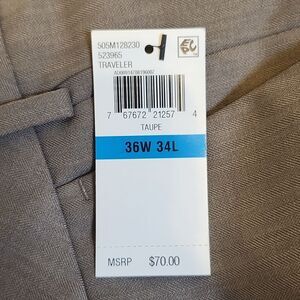 505M128230
523965
TRAVELER
7 67672 21257 4
TAUPE
36W 34L
MSRP $70.00